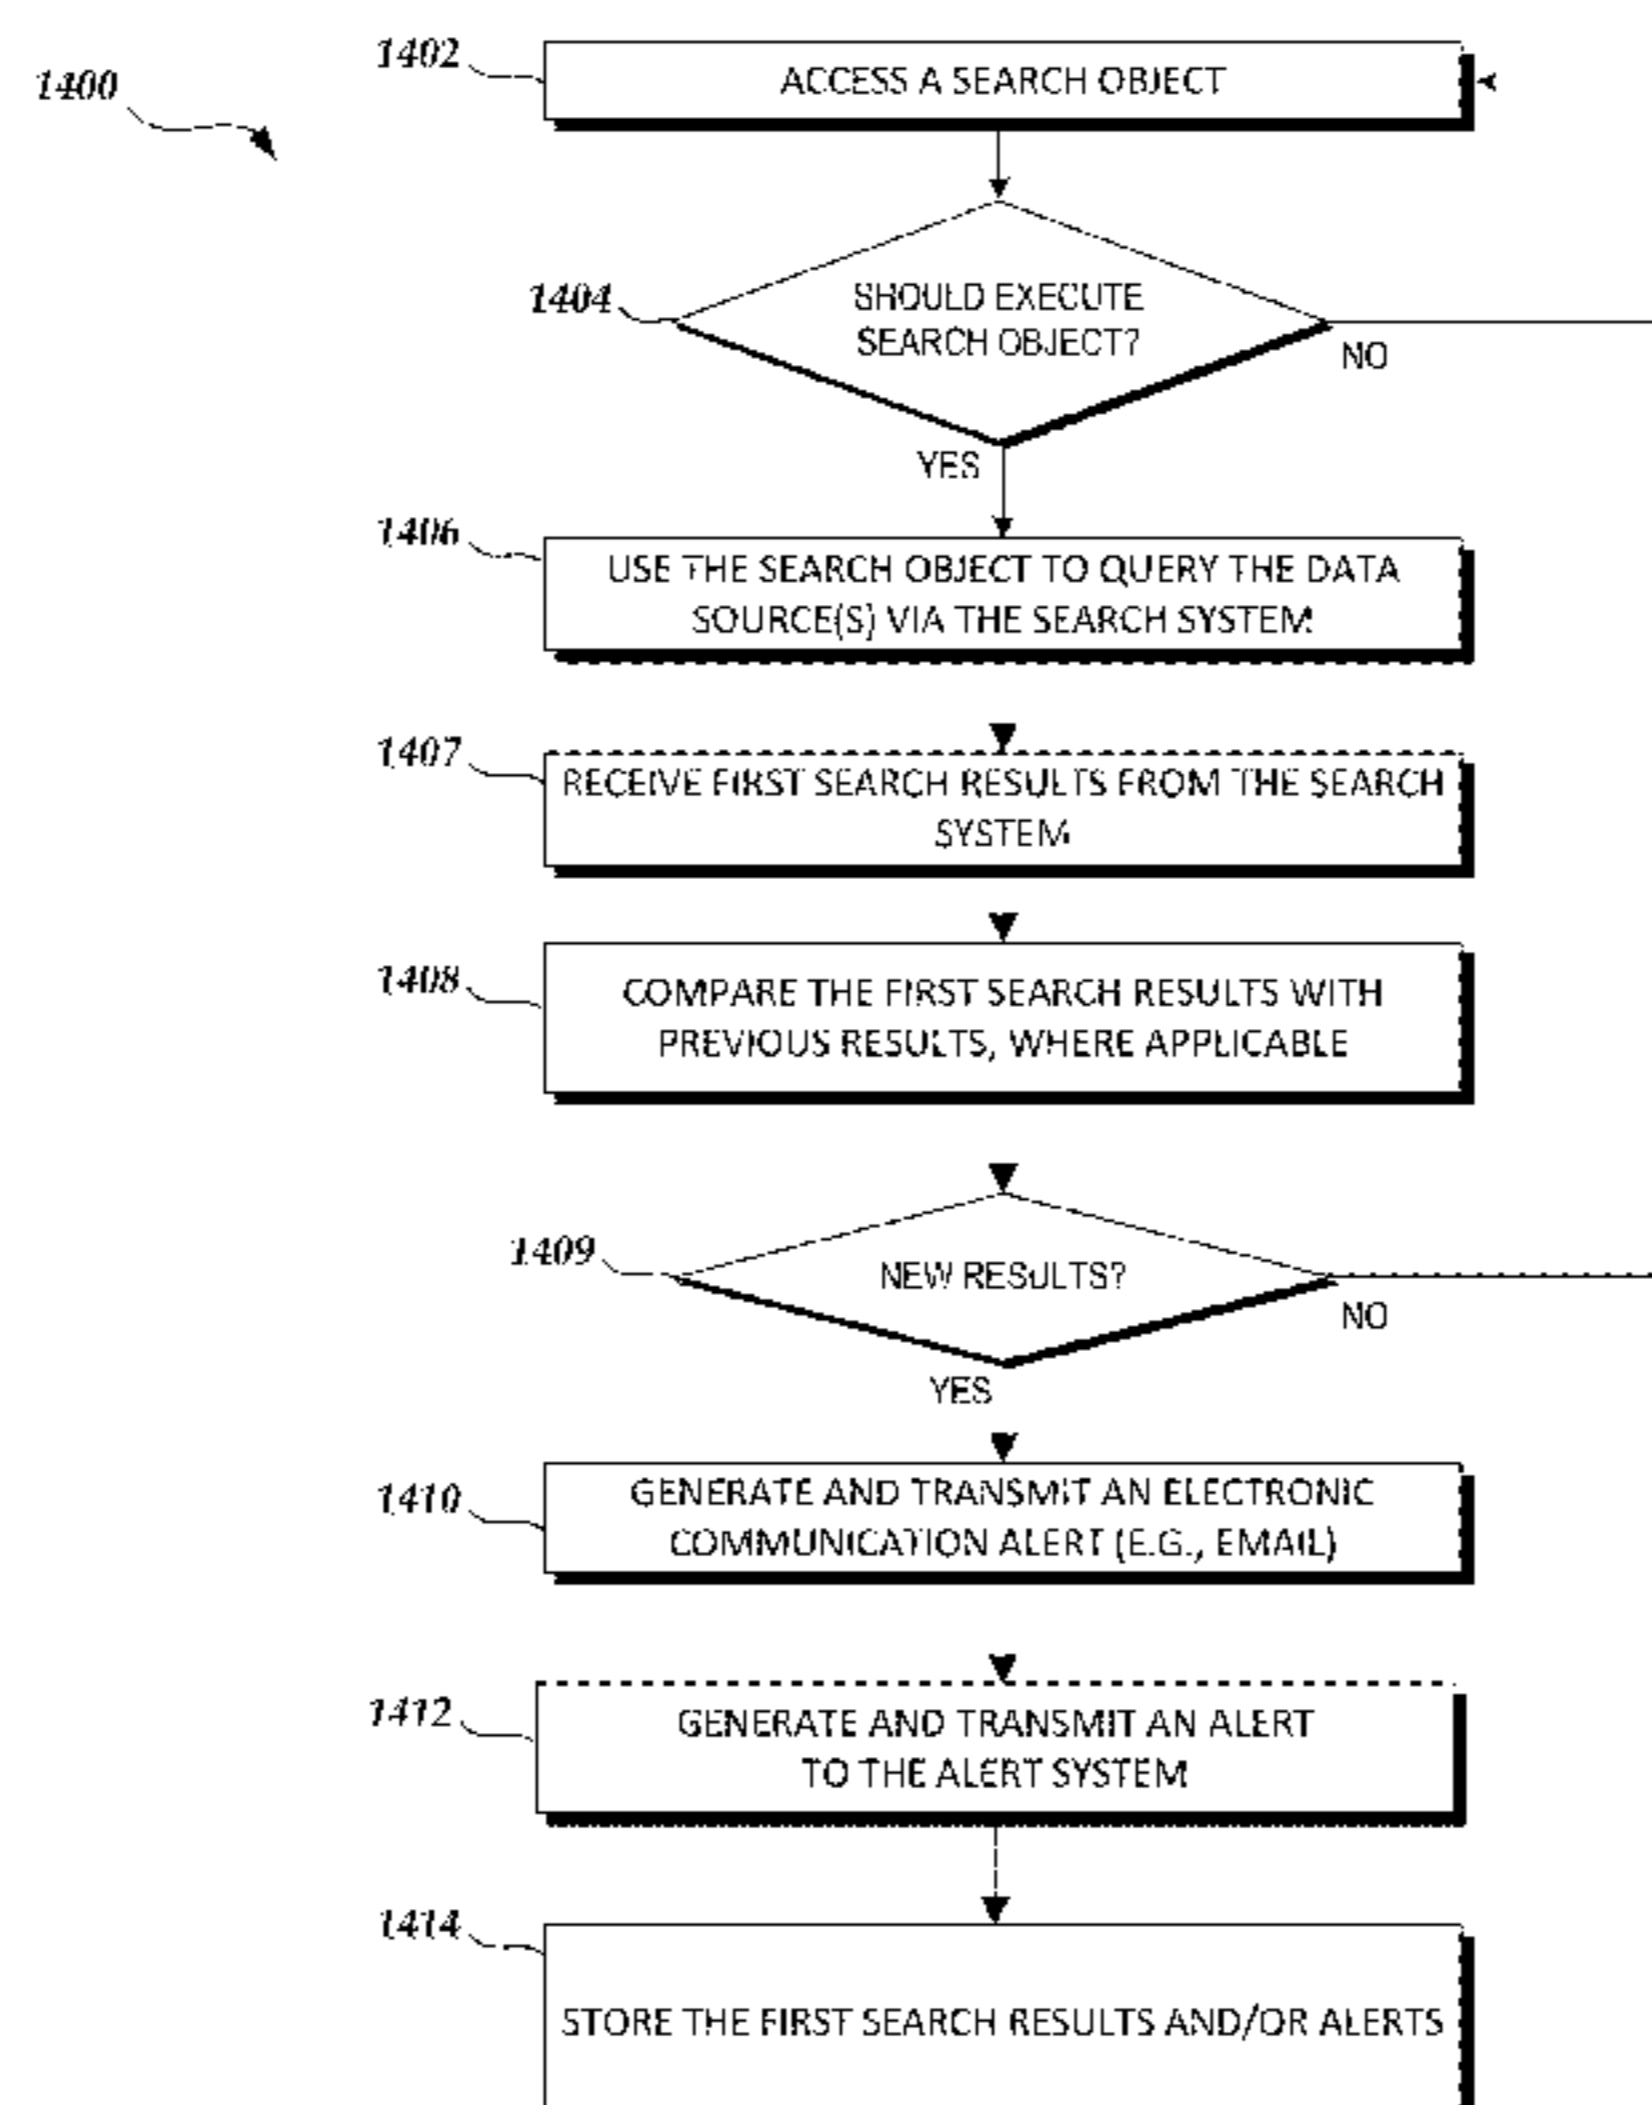 1400
1402
ACCESS A SEARCH OBJECT
1404
SHOULD EXECUTE
SEARCH OBJECT?
NO
YES
1406
USE THE SEARCH OBJECT TO QUERY THE DATA
SOURCE(S) VIA THE SEARCH SYSTEM
1407
RECEIVE FIRST SEARCH RESULTS FROM THE SEARCH
SYSTEM
1408
COMPARE THE FIRST SEARCH RESULTS WITH
PREVIOUS RESULTS, WHERE APPLICABLE
1409
NEW RESULTS?
NO
YES
1410
GENERATE AND TRANSMIT AN ELECTRONIC
COMMUNICATION ALERT (E.G., EMAIL)
1412
GENERATE AND TRANSMIT AN ALERT
TO THE ALERT SYSTEM
1414
STORE THE FIRST SEARCH RESULTS AND/OR ALERTS